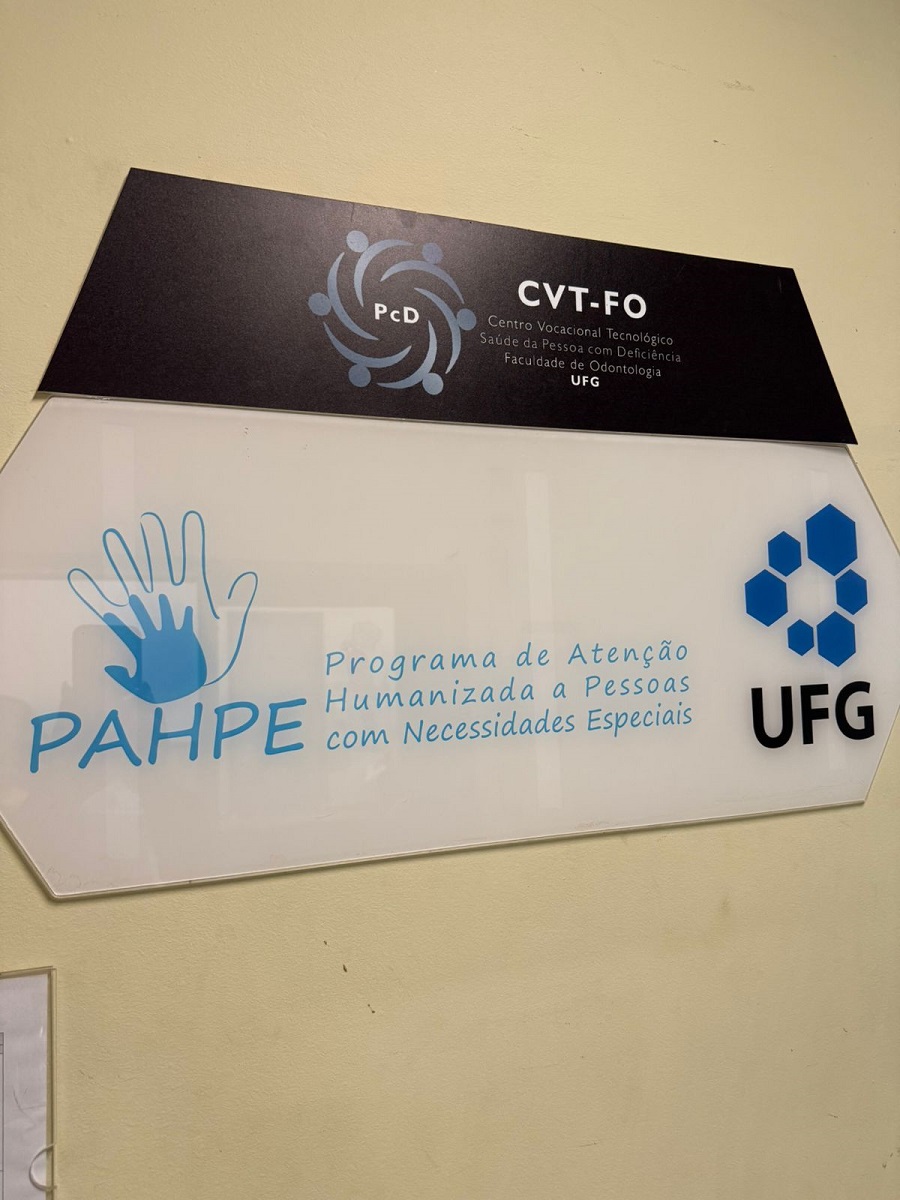 PcD
CVT-FO
Centro Vocacional Tecnológico
Saúde da Pessoa com Deficiência
Faculdade de Odontologia
UFG
PAHPE
Programa de Atenção
Humanizada a Pessoas
com Necessidades Especiais
UFG